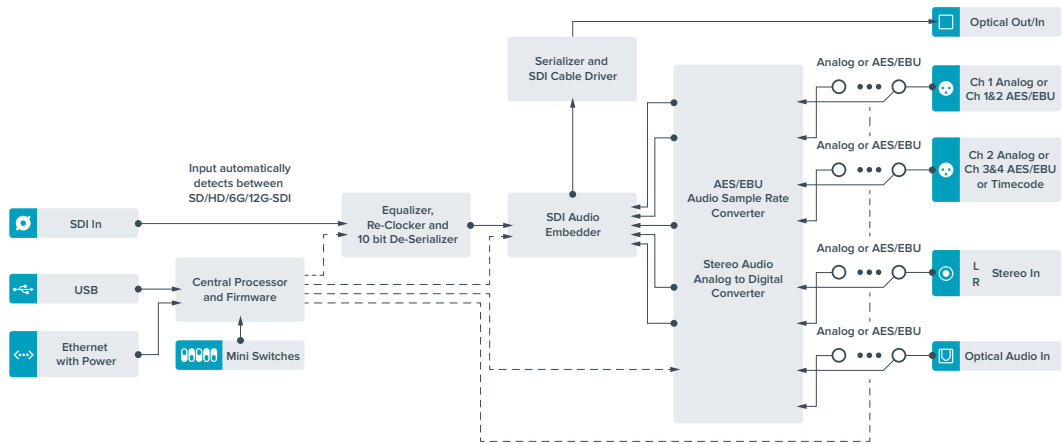 Optical Out/In
Serializer and
SDI Cable Driver
Analog or AES/EBU
Ch 1 Analog or
Ch 1&2 AES/EBU
Analog or AES/EBU
Ch 2 Analog or
Ch 3&4 AES/EBU
or Timecode
Input automatically
detects between
SD/HD/6G/12G-SDI
AES/EBU
Audio Sample Rate
Converter
SDI In
Equalizer,
Re-Clocker and
10 bit De-Serializer
SDI Audio
Embedder
Analog or AES/EBU
L
R
Stereo In
Stereo Audio
Analog to Digital
Converter
USB
Central Processor
and Firmware
Analog or AES/EBU
Ethernet
with Power
Mini Switches
Optical Audio In